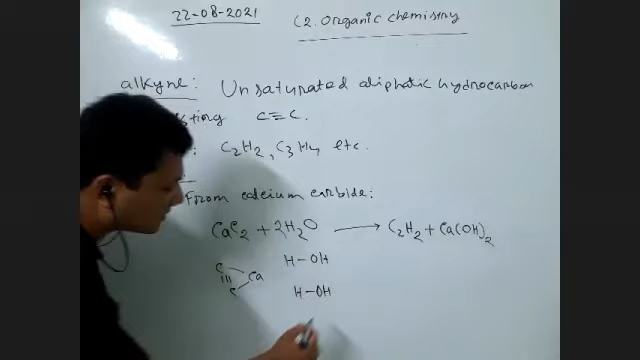 22-08-2021 C2. Organic chemistry
alkyne: Unsaturated aliphatic hydrocarbon
C≡C.
: C2H2, C3H4, etc.
From calcium carbide:
CaC2 + 2H2O → C2H2 + Ca(OH)2
H-OH
C≡C Ca
H-OH